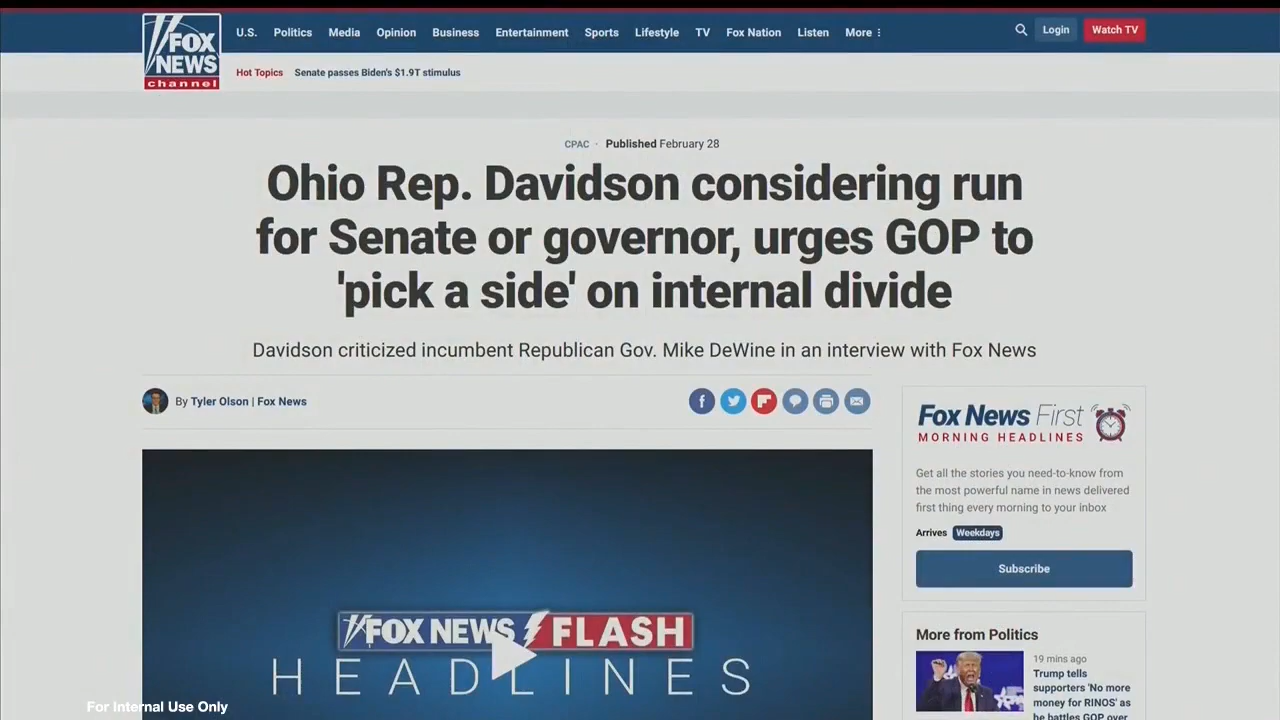 FOX
NEWS
channel
U.S. Politics Media Opinion Business Entertainment Sports Lifestyle TV Fox Nation Listen More
Login
Watch TV
Hot Topics Senate passes Biden's $1.9T stimulus
CPAC · Published February 28
Ohio Rep. Davidson considering run
for Senate or governor, urges GOP to
'pick a side' on internal divide
Davidson criticized incumbent Republican Gov. Mike DeWine in an interview with Fox News
By Tyler Olson | Fox News
FOX NEWS FLASH
HEADLINES
For Internal Use Only
Fox News First
MORNING HEADLINES
Get all the stories you need-to-know from
the most powerful name in news delivered
first thing every morning to your inbox
Arrives Weekdays
Subscribe
More from Politics
19 mins ago
Trump tells
supporters 'No more
money for RINOS' as
he battles GOP over